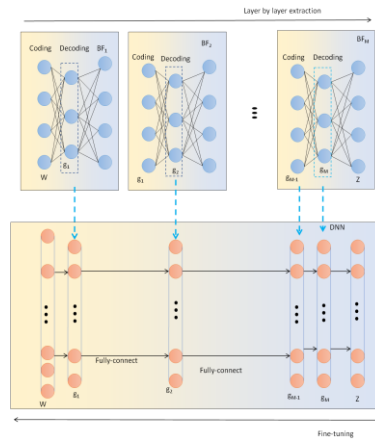 Layer by layer extraction
Coding Decoding BF1
g1
W
Coding Decoding BF2
g2
g1
BFM
Coding Decoding
gM
gM-1 Z
DNN
Fully-connect
Fully-connect
W g1 g2 gM-1 gM Z
Fine-tuning